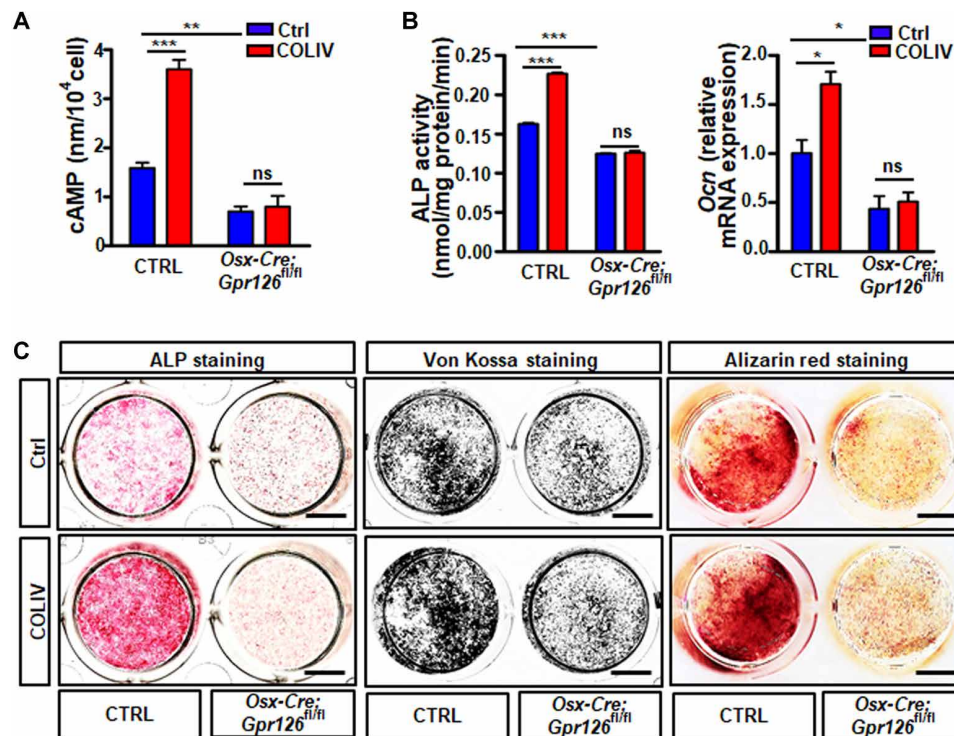 A
cAMP (nm/10⁴cell)
4
3
2
1
0
**
***
ns
Ctrl
COLIV
CTRL
Osx-Cre;
Gpr126fl/fl
B
ALP activity
(nmol/mg protein/min)
0.25
0.20
0.15
0.10
0.05
0.00
***
***
ns
CTRL
Osx-Cre;
Gpr126fl/fl
Ocn (relative
mRNA expression)
2.0
1.5
1.0
0.5
0.0
*
*
ns
Ctrl
COLIV
CTRL
Osx-Cre;
Gpr126fl/fl
C
ALP staining
Von Kossa staining
Alizarin red staining
Ctrl
COLIV
CTRL
Osx-Cre;
Gpr126fl/fl
CTRL
Osx-Cre;
Gpr126fl/fl
CTRL
Osx-Cre;
Gpr126fl/fl